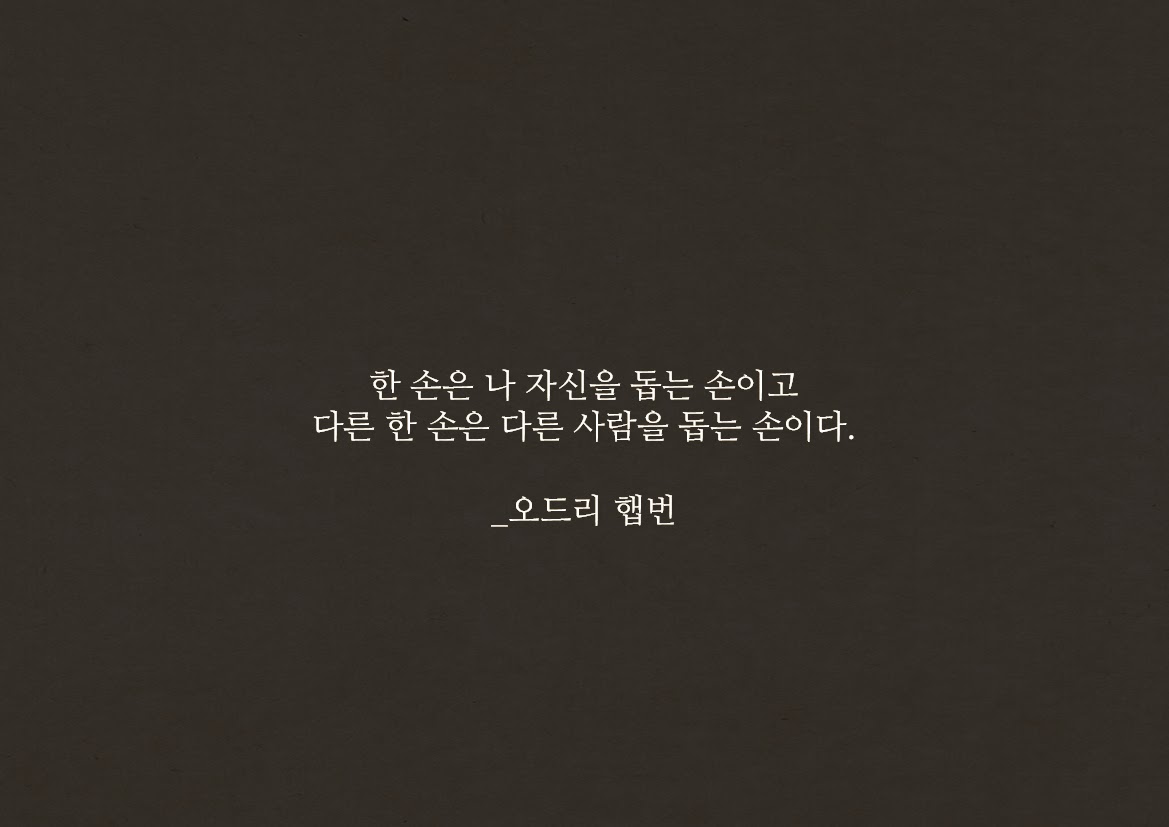 한 손은 나 자신을 돕는 손이고
다른 한 손은 다른 사람을 돕는 손이다.
_오드리 햅번